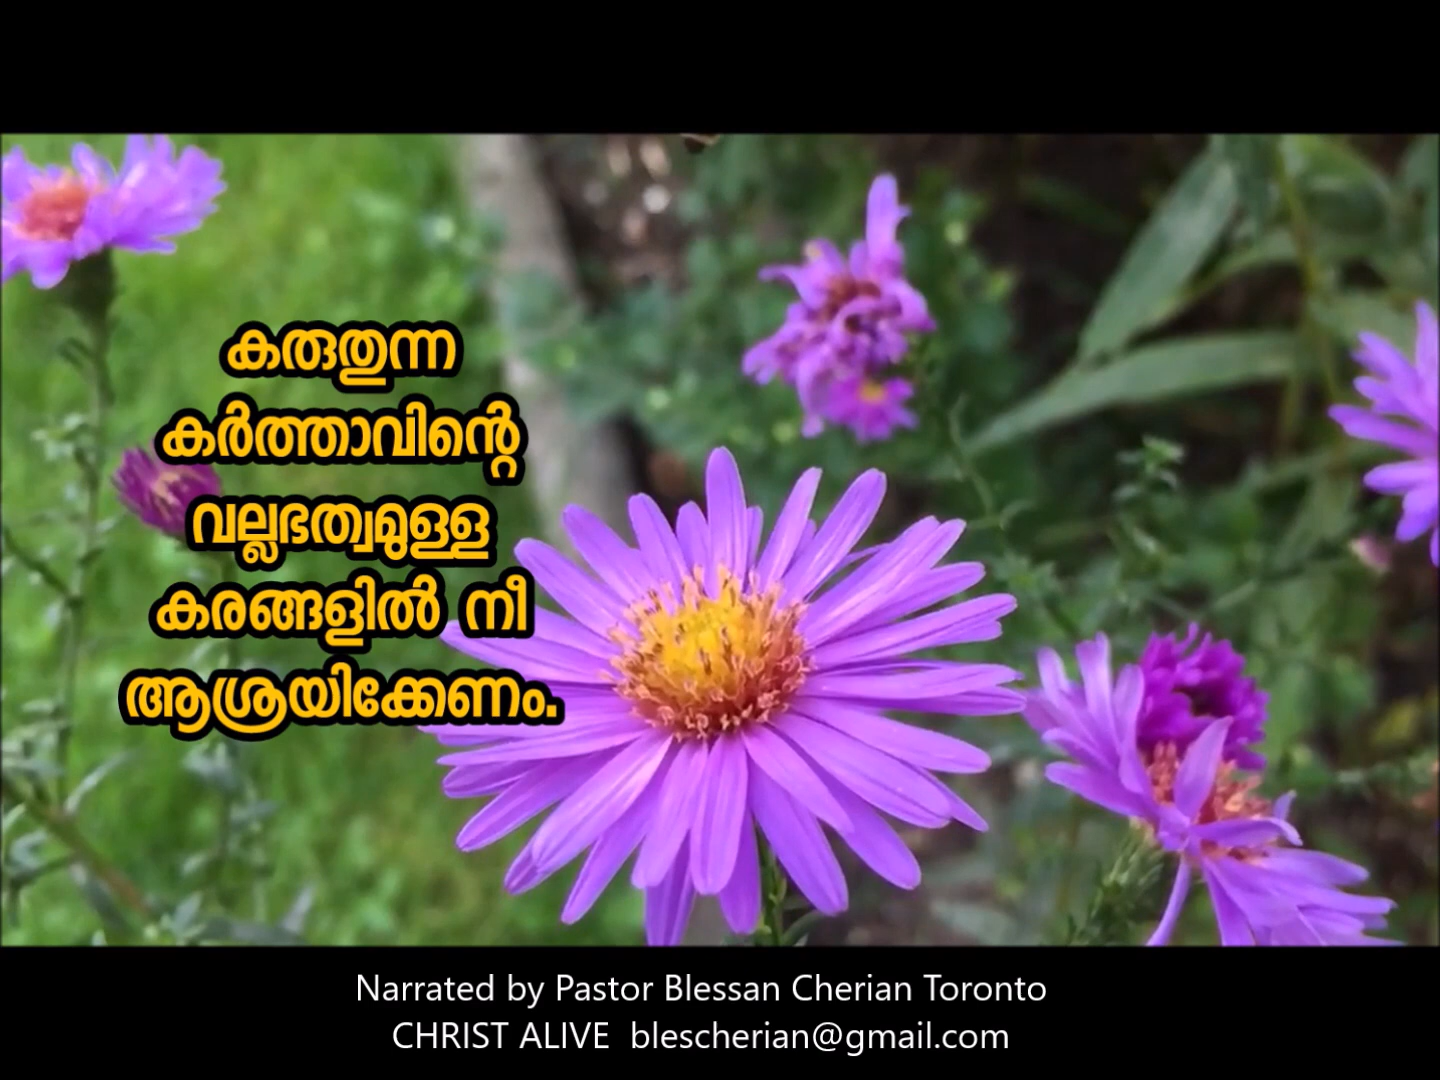 കരുതുന്ന
കർത്താവിന്റെ
വല്ലഭത്വമുള്ള
കരങ്ങളിൽ നീ
ആശ്രയിക്കേണം.
Narrated by Pastor Blessan Cherian Toronto
CHRIST ALIVE blescherian@gmail.com